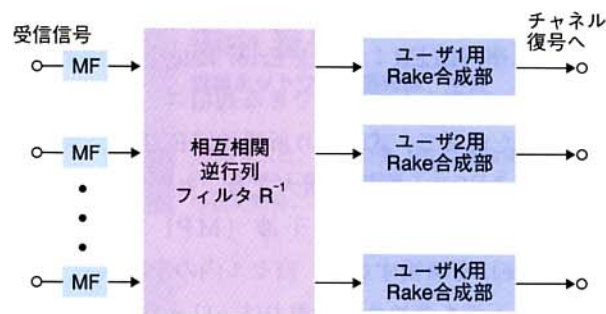 受信信号
チャネル
復号へ
MF
ユーザ1用
Rake合成部
MF
相互相関
逆行列
フィルタ R⁻¹
ユーザ2用
Rake合成部
MF
ユーザK用
Rake合成部